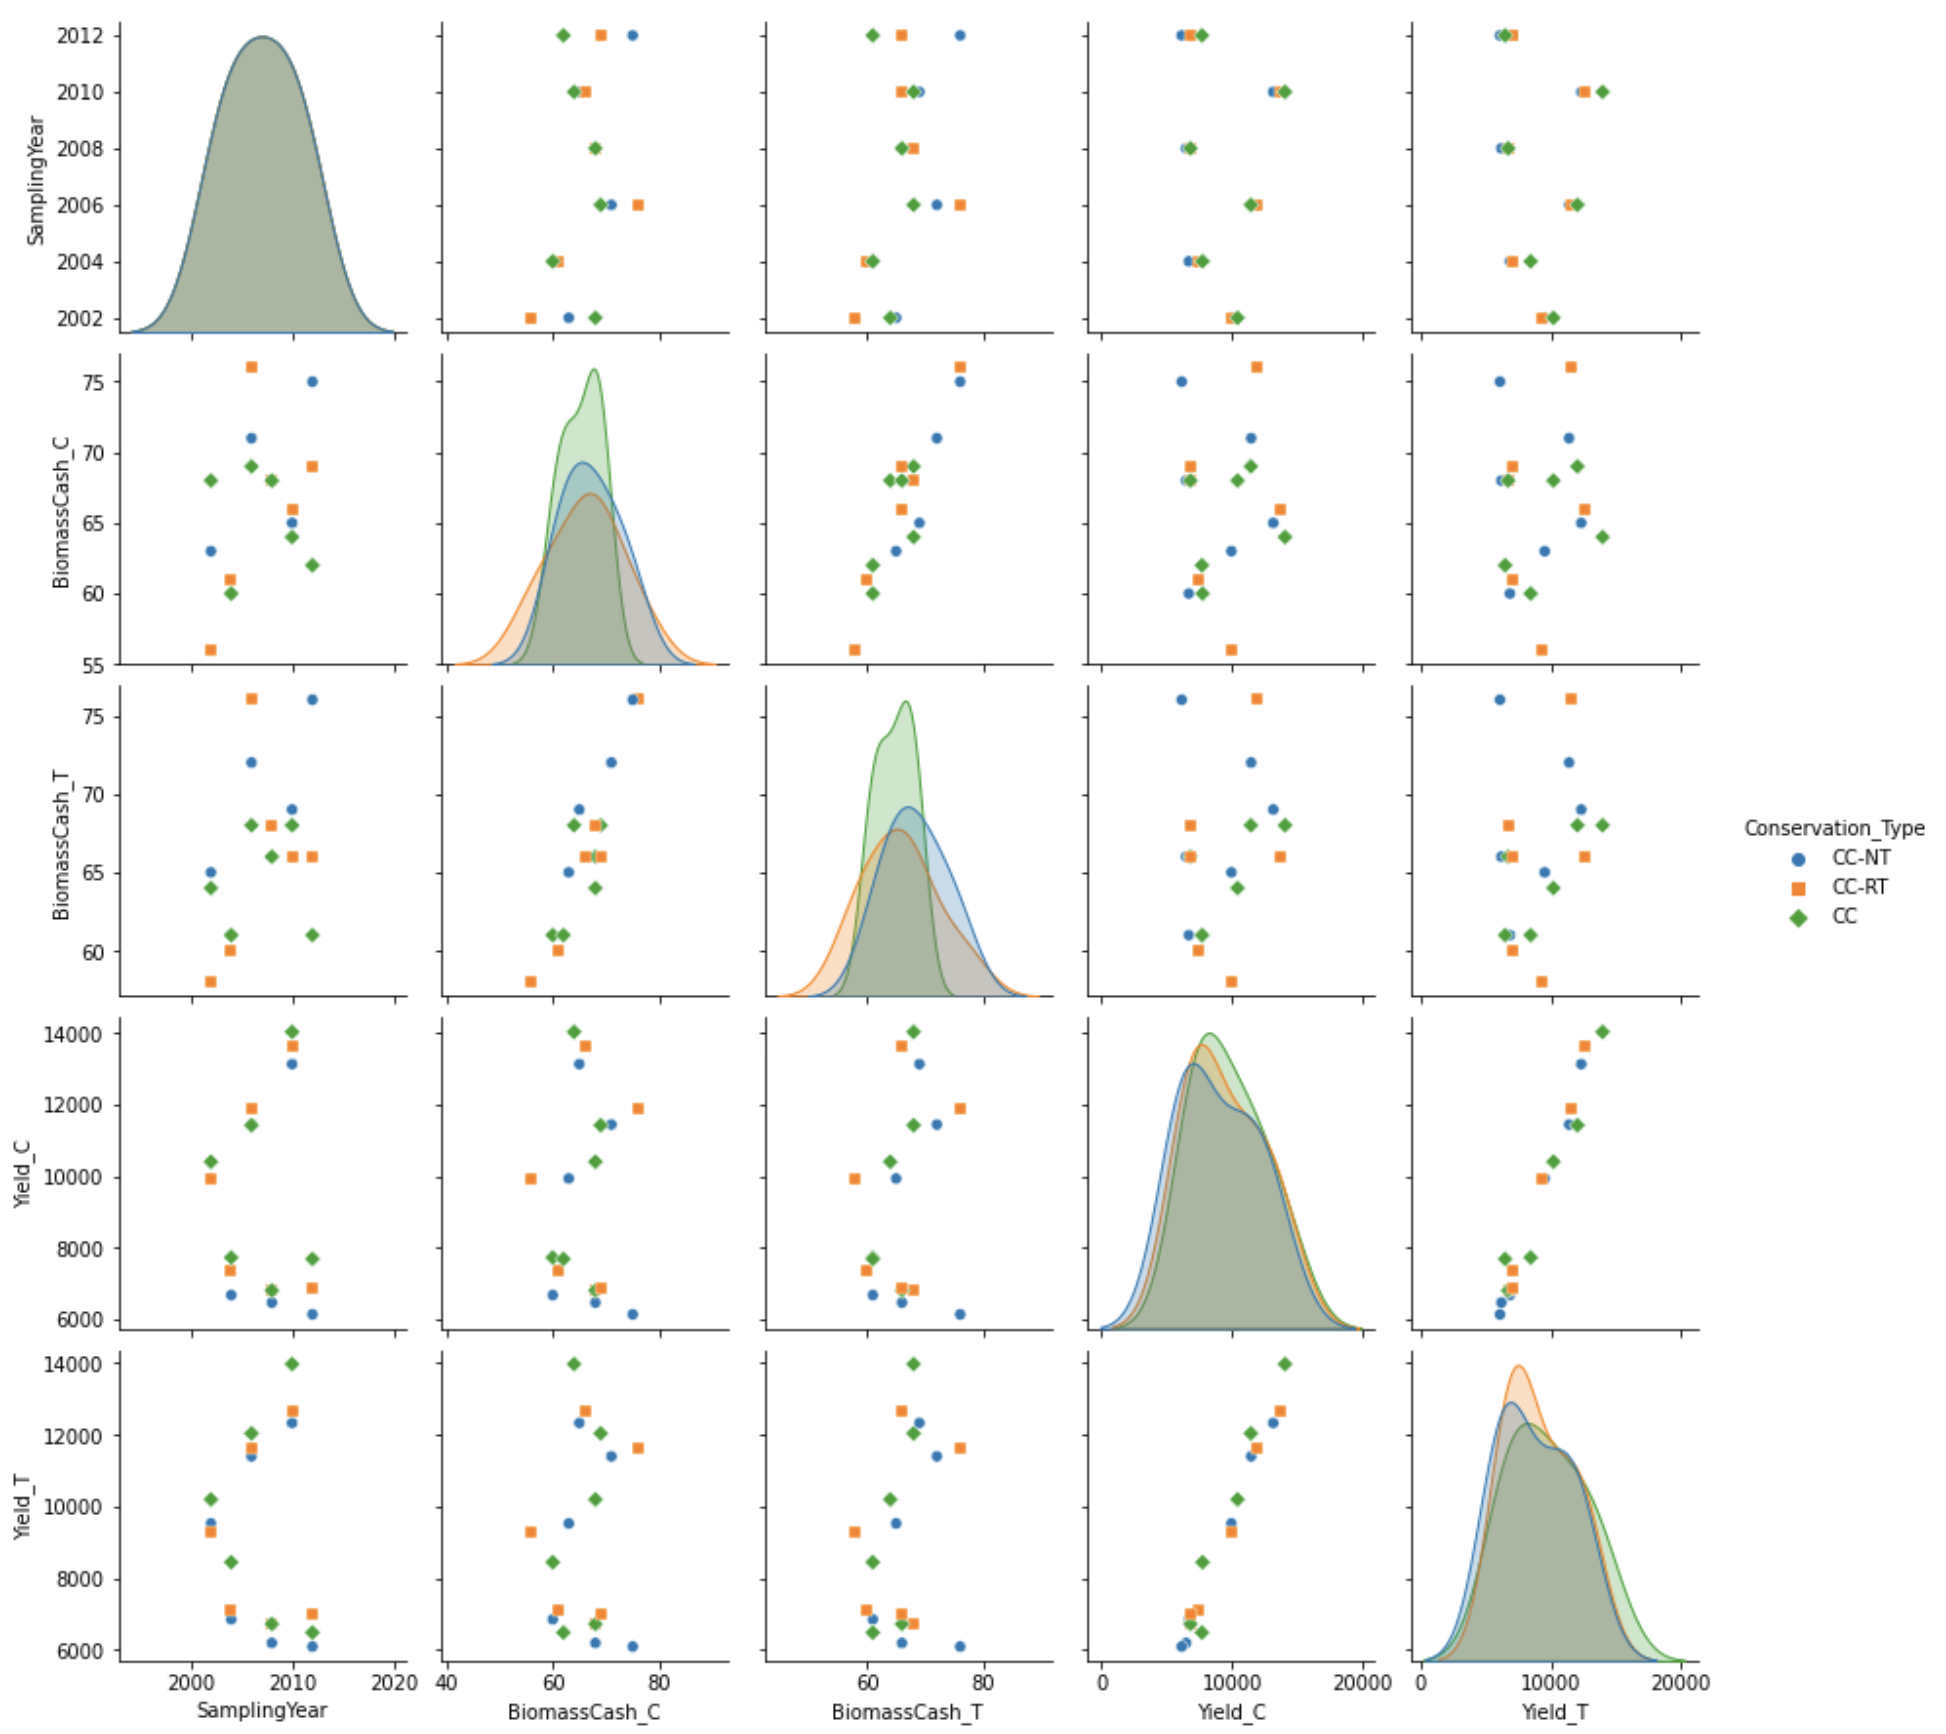 2012
2010
2008
2006
2004
2002
SamplingYear
75
70
65
60
55
BiomassCash_C
75
70
65
60
BiomassCash_T
Conservation_Type
CC-NT
CC-RT
CC
14000
12000
10000
8000
6000
Yield_C
14000
12000
10000
8000
6000
Yield_T
2000 2010 2020 40 60 80 60 80 0 10000 20000 0 10000 20000
SamplingYear BiomassCash_C BiomassCash_T Yield_C Yield_T